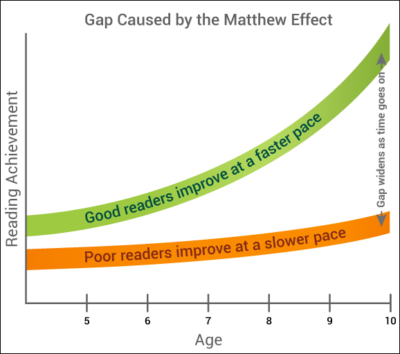 Gap Caused by the Matthew Effect
Reading Achievement
Good readers improve at a faster pace
Gap widens as time goes on
Poor readers improve at a slower pace
5 6 7 8 9 10
Age